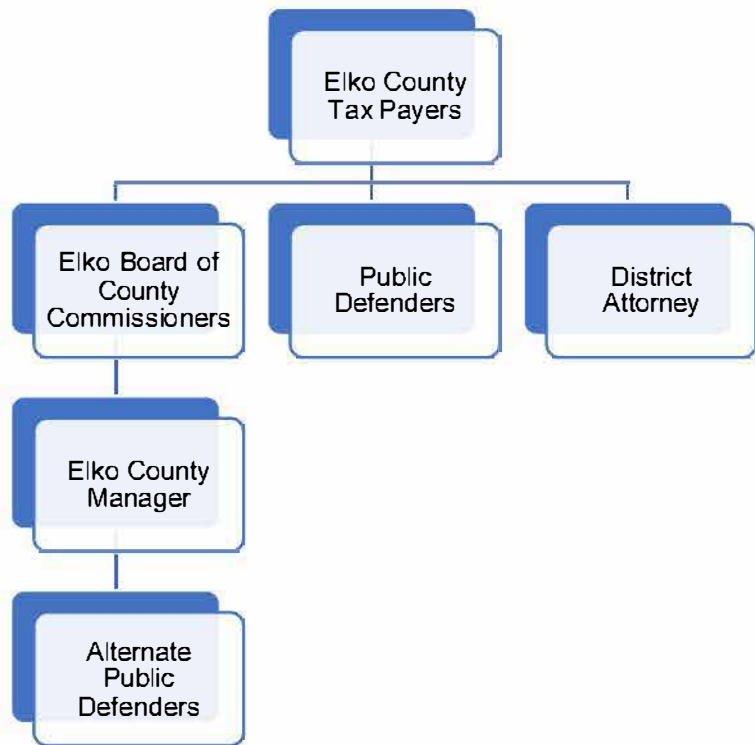 Elko County
Tax Payers
Elko Board of
County
Commissioners
Public
Defenders
District
Attorney
Elko County
Manager
Alternate
Public
Defenders